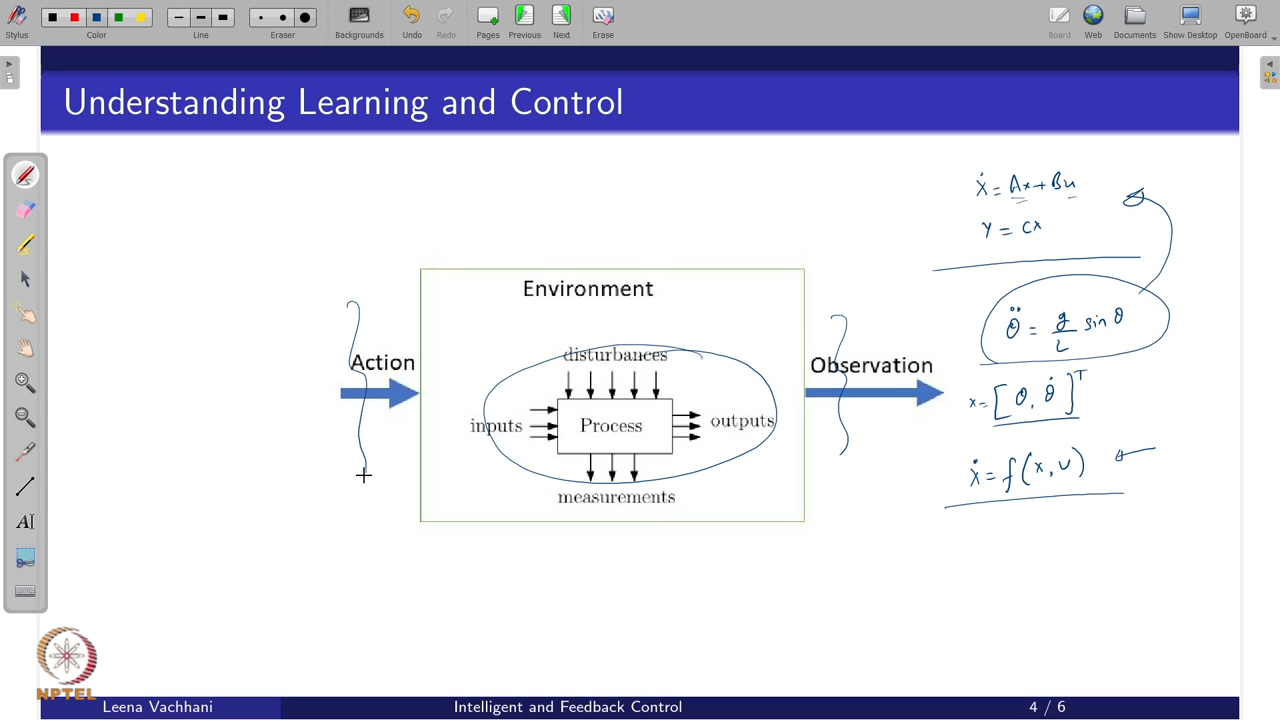 Stylus
Color
Line
Eraser
Backgrounds
Undo
Redo
Pages
Previous
Next
Erase
Board
Web
Documents
Show Desktop
OpenBoard
Understanding Learning and Control
Ẋ = Ax + Bu
Y = Cx
Environment
θ̈ = g/L sin θ
disturbances
Action
Observation
x = [θ, θ̇]ᵀ
inputs
Process
outputs
ẋ = f(x, u)
measurements
NPTEL
Leena Vachhani
Intelligent and Feedback Control
4 / 6